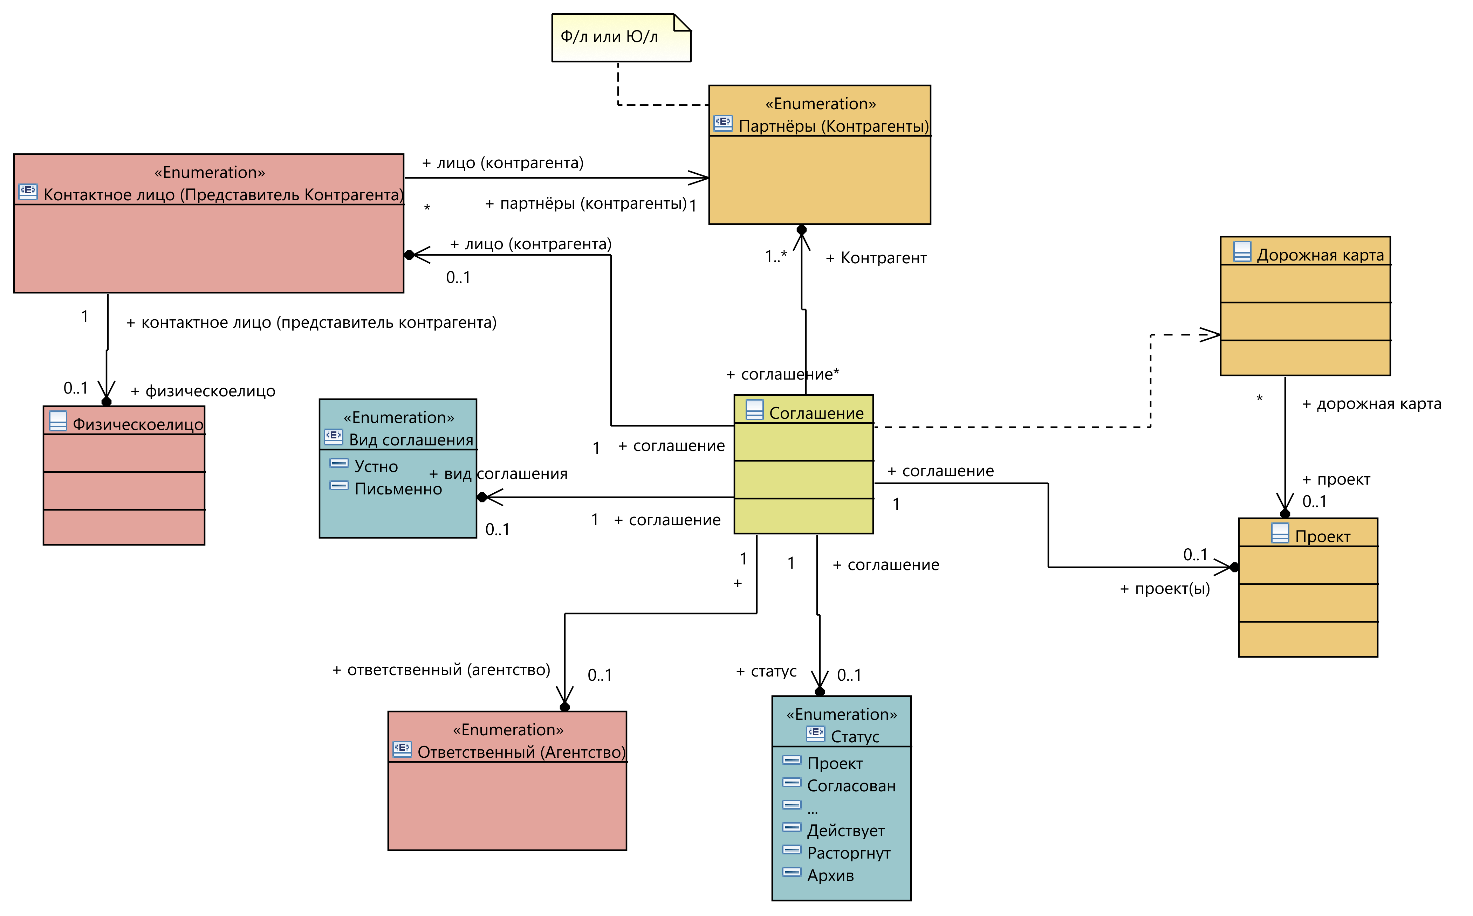 Ф/л или Ю/л
«Enumeration»
Партнёры (Контрагенты)
«Enumeration»
Контактное лицо (Представитель Контрагента)
+ лицо (контрагента)
*
+ партнёры (контрагенты)
1
+ лицо (контрагента)
0..1
1..*
+ Контрагент
Дорожная карта
1
+ контактное лицо (представитель контрагента)
0..1
+ физическоелицо
Физическоелицо
+ соглашение*
Соглашение
«Enumeration»
Вид соглашения
Устно
Письменно
+ вид соглашения
1
+ соглашение
0..1
1
+ соглашение
+ соглашение
1
*
+ дорожная карта
+ проект
0..1
Проект
0..1
+ проект(ы)
1
+
1
+ соглашение
+ ответственный (агентство)
0..1
+ статус
0..1
«Enumeration»
Ответственный (Агентство)
«Enumeration»
Статус
Проект
Согласован
...
Действует
Расторгнут
Архив